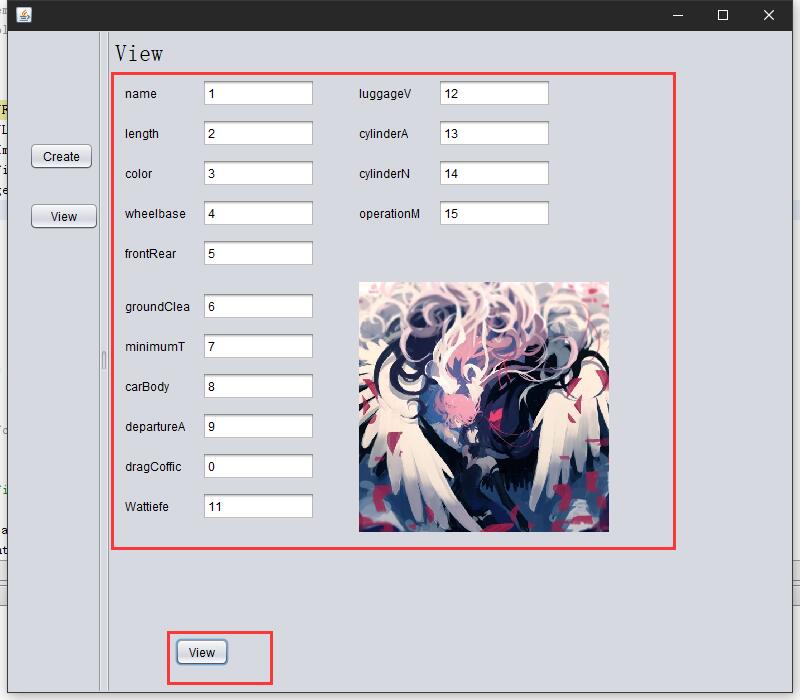 View
name 1 luggageV 12
length 2 cylinderA 13
Create
color 3 cylinderN 14
View
wheelbase 4 operationM 15
frontRear 5
groundClea 6
minimumT 7
carBody 8
departureA 9
dragCoffic 0
Wattiefe 11
View